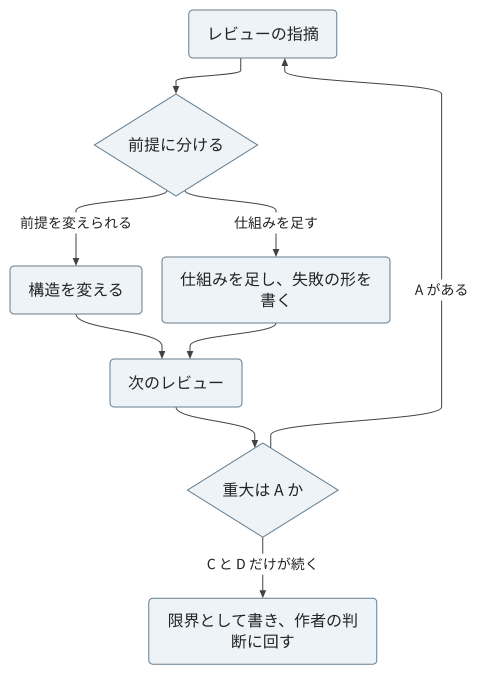 レビューの指摘
前提に分ける
前提を変えられる
仕組みを足す
構造を変える
仕組みを足し、失敗の形を
書く
A がある
次のレビュー
重大は A か
C と D だけが続く
限界として書き、作者の判
断に回す